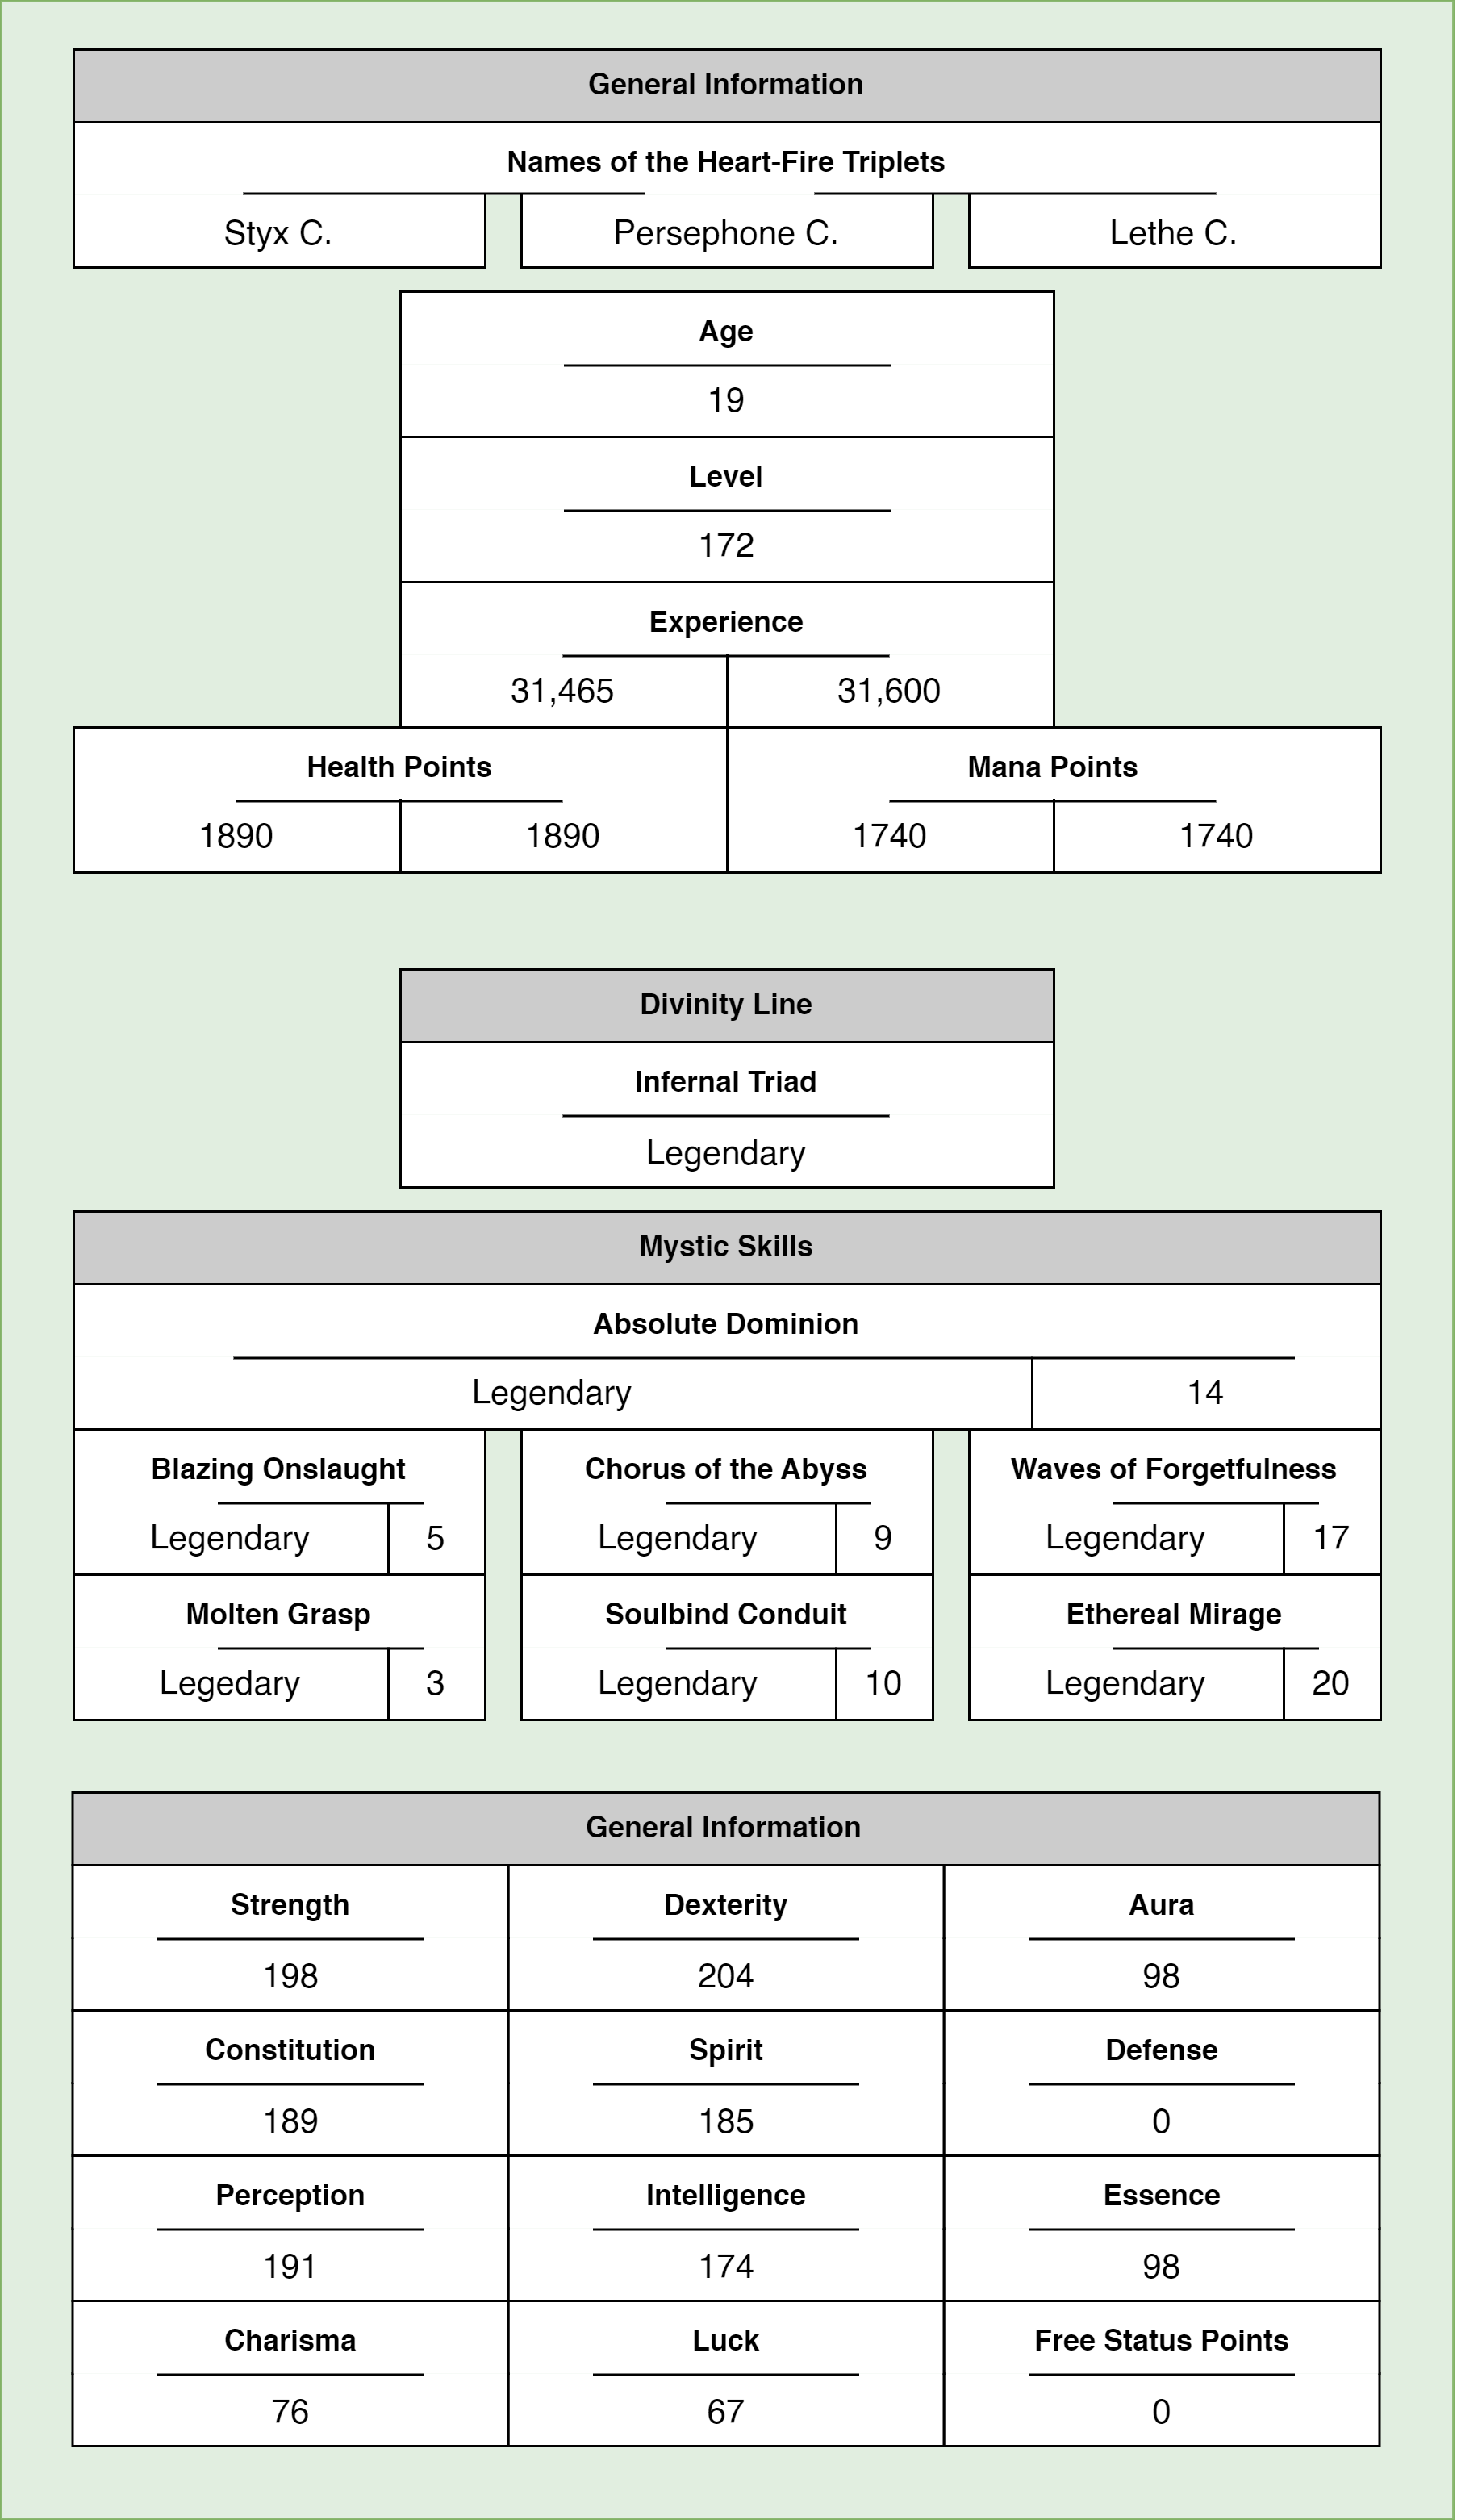 General Information
Names of the Heart-Fire Triplets
Styx C. Persephone C. Lethe C.
Age
19
Level
172
Experience
31,465 31,600
Health Points Mana Points
1890 1890 1740 1740
Divinity Line
Infernal Triad
Legendary
Mystic Skills
Absolute Dominion
Legendary 14
Blazing Onslaught Chorus of the Abyss Waves of Forgetfulness
Legendary 5 Legendary 9 Legendary 17
Molten Grasp Soulbind Conduit Ethereal Mirage
Legedary 3 Legendary 10 Legendary 20
General Information
Strength Dexterity Aura
198 204 98
Constitution Spirit Defense
189 185 0
Perception Intelligence Essence
191 174 98
Charisma Luck Free Status Points
76 67 0